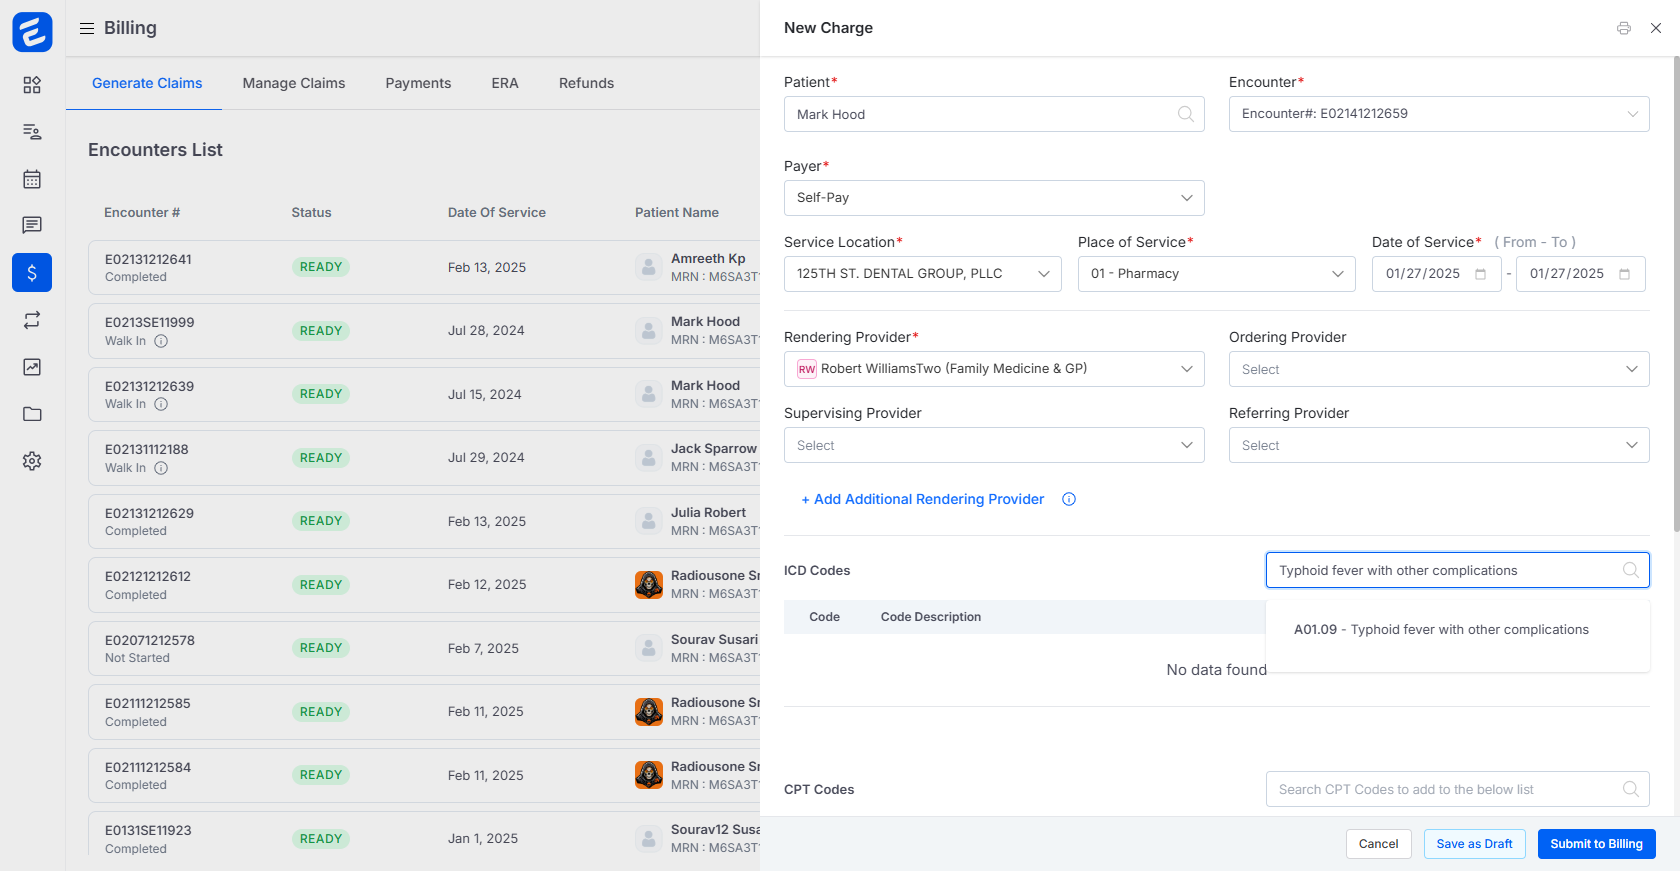 Billing
Generate Claims
Manage Claims
Payments
ERA
Refunds
Encounters List
Encounter #
Status
Date Of Service
Patient Name
E02131212641
Completed
READY
Feb 13, 2025
Amreeth Kp
MRN : M6SA3T
E0213SE11999
Walk In
READY
Jul 28, 2024
Mark Hood
MRN : M6SA3T
E02131212639
Walk In
READY
Jul 15, 2024
Mark Hood
MRN : M6SA3T
E02131112188
Walk In
READY
Jul 29, 2024
Jack Sparrow
MRN : M6SA3T
E02131212629
Completed
READY
Feb 13, 2025
Julia Robert
MRN : M6SA3T
E02121212612
Completed
READY
Feb 12, 2025
Radiousone Sr
MRN : M6SA3T
E02071212578
Not Started
READY
Feb 7, 2025
Sourav Susari
MRN : M6SA3T
E02111212585
Completed
READY
Feb 11, 2025
Radiousone Sr
MRN : M6SA3T
E02111212584
Completed
READY
Feb 11, 2025
Radiousone Sr
MRN : M6SA3T
E0131SE11923
Completed
READY
Jan 1, 2025
Sourav12 Susa
MRN : M6SA3T
New Charge
Patient*
Mark Hood
Encounter*
Encounter#: E02141212659
Payer*
Self-Pay
Service Location*
125TH ST. DENTAL GROUP, PLLC
Place of Service*
01 - Pharmacy
Date of Service* ( From - To )
01/27/2025 - 01/27/2025
Rendering Provider*
RW Robert WilliamsTwo (Family Medicine & GP)
Ordering Provider
Select
Supervising Provider
Select
Referring Provider
Select
+ Add Additional Rendering Provider
ICD Codes
Typhoid fever with other complications
Code
Code Description
A01.09 - Typhoid fever with other complications
No data found
CPT Codes
Search CPT Codes to add to the below list
Cancel
Save as Draft
Submit to Billing